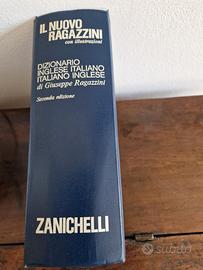 IL NUOVO
RAGAZZINI
con illustrazioni
DIZIONARIO
INGLESE ITALIANO
ITALIANO INGLESE
di Giuseppe Ragazzini
Seconda edizione
ZANICHELLI
subito